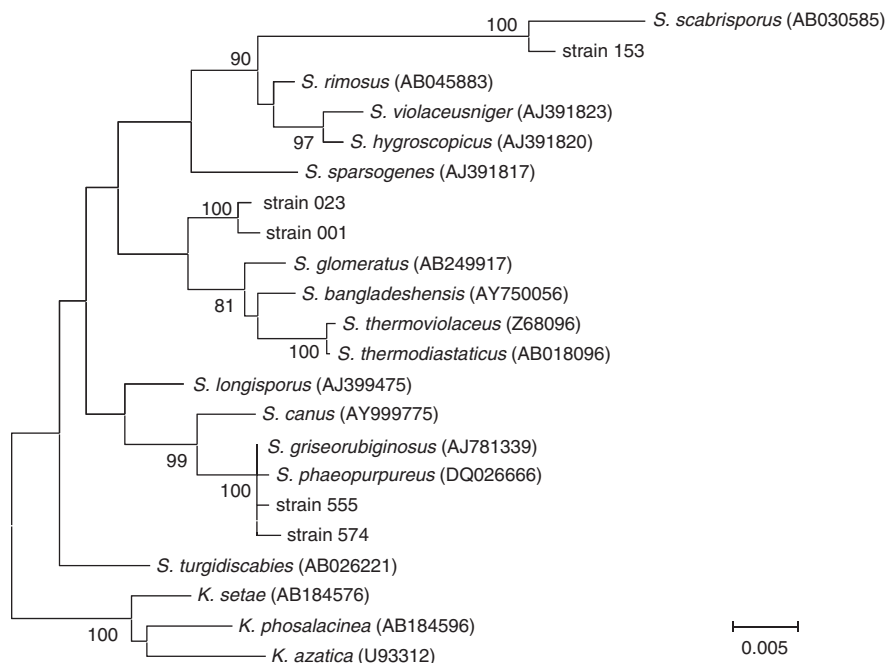 100
S. scabrisporus (AB030585)
strain 153
90
S. rimosus (AB045883)
S. violaceusniger (AJ391823)
97
S. hygroscopicus (AJ391820)
S. sparsogenes (AJ391817)
100
strain 023
strain 001
S. glomeratus (AB249917)
81
S. bangladeshensis (AY750056)
S. thermoviolaceus (Z68096)
100
S. thermodiastaticus (AB018096)
S. longisporus (AJ399475)
S. canus (AY999775)
99
S. griseorubiginosus (AJ781339)
S. phaeopurpureus (DQ026666)
100
strain 555
strain 574
S. turgidiscabies (AB026221)
K. setae (AB184576)
100
K. phosalacinea (AB184596)
K. azatica (U93312)
0.005